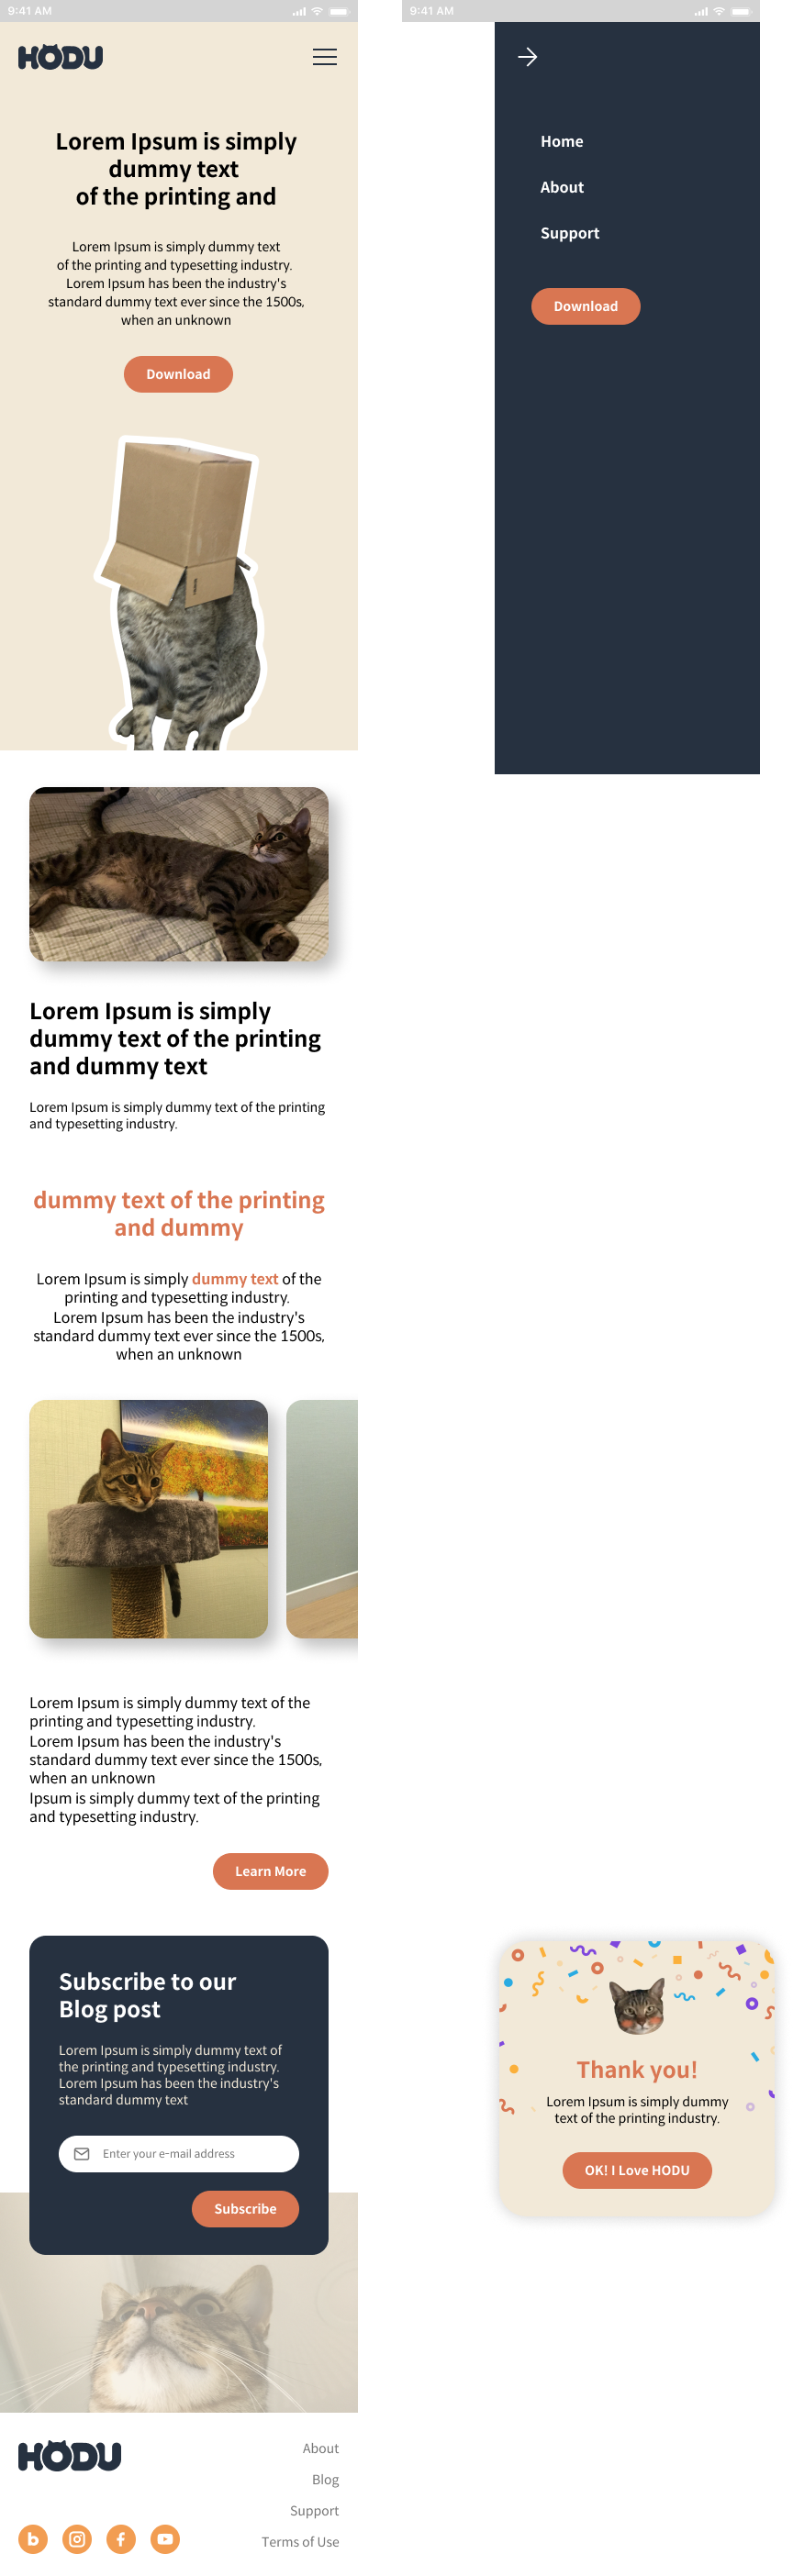 9:41 AM
HODU
Lorem Ipsum is simply
dummy text
of the printing and
Lorem Ipsum is simply dummy text
of the printing and typesetting industry.
Lorem Ipsum has been the industry's
standard dummy text ever since the 1500s,
when an unknown
Download
Lorem Ipsum is simply
dummy text of the printing
and dummy text
Lorem Ipsum is simply dummy text of the printing
and typesetting industry.
dummy text of the printing
and dummy
Lorem Ipsum is simply dummy text of the
printing and typesetting industry.
Lorem Ipsum has been the industry's
standard dummy text ever since the 1500s,
when an unknown
Lorem Ipsum is simply dummy text of the
printing and typesetting industry.
Lorem Ipsum has been the industry's
standard dummy text ever since the 1500s,
when an unknown
Ipsum is simply dummy text of the printing
and typesetting industry.
Learn More
Subscribe to our
Blog post
Lorem Ipsum is simply dummy text of
the printing and typesetting industry.
Lorem Ipsum has been the industry's
standard dummy text
Enter your e-mail address
Subscribe
HODU
About
Blog
Support
Terms of Use
9:41 AM
Home
About
Support
Download
Thank you!
Lorem Ipsum is simply dummy
text of the printing industry.
OK! I Love HODU